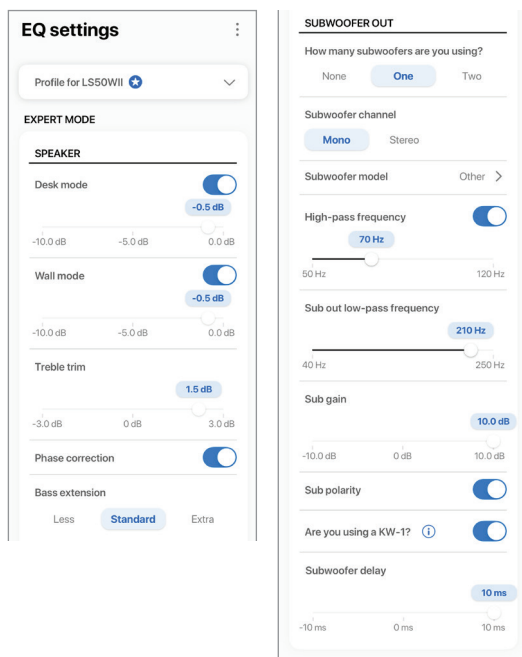 EQ settings
Profile for LS50WII
EXPERT MODE
SPEAKER
Desk mode
-0.5 dB
-10.0 dB -5.0 dB 0.0 dB
Wall mode
-0.5 dB
-10.0 dB -5.0 dB 0.0 dB
Treble trim
1.5 dB
-3.0 dB 0 dB 3.0 dB
Phase correction
Bass extension
Less Standard Extra
SUBWOOFER OUT
How many subwoofers are you using?
None One Two
Subwoofer channel
Mono Stereo
Subwoofer model Other
High-pass frequency
70 Hz
50 Hz 120 Hz
Sub out low-pass frequency
210 Hz
40 Hz 250 Hz
Sub gain
10.0 dB
-10.0 dB 0 dB 10.0 dB
Sub polarity
Are you using a KW-1? i
Subwoofer delay
10 ms
-10 ms 0 ms 10 ms